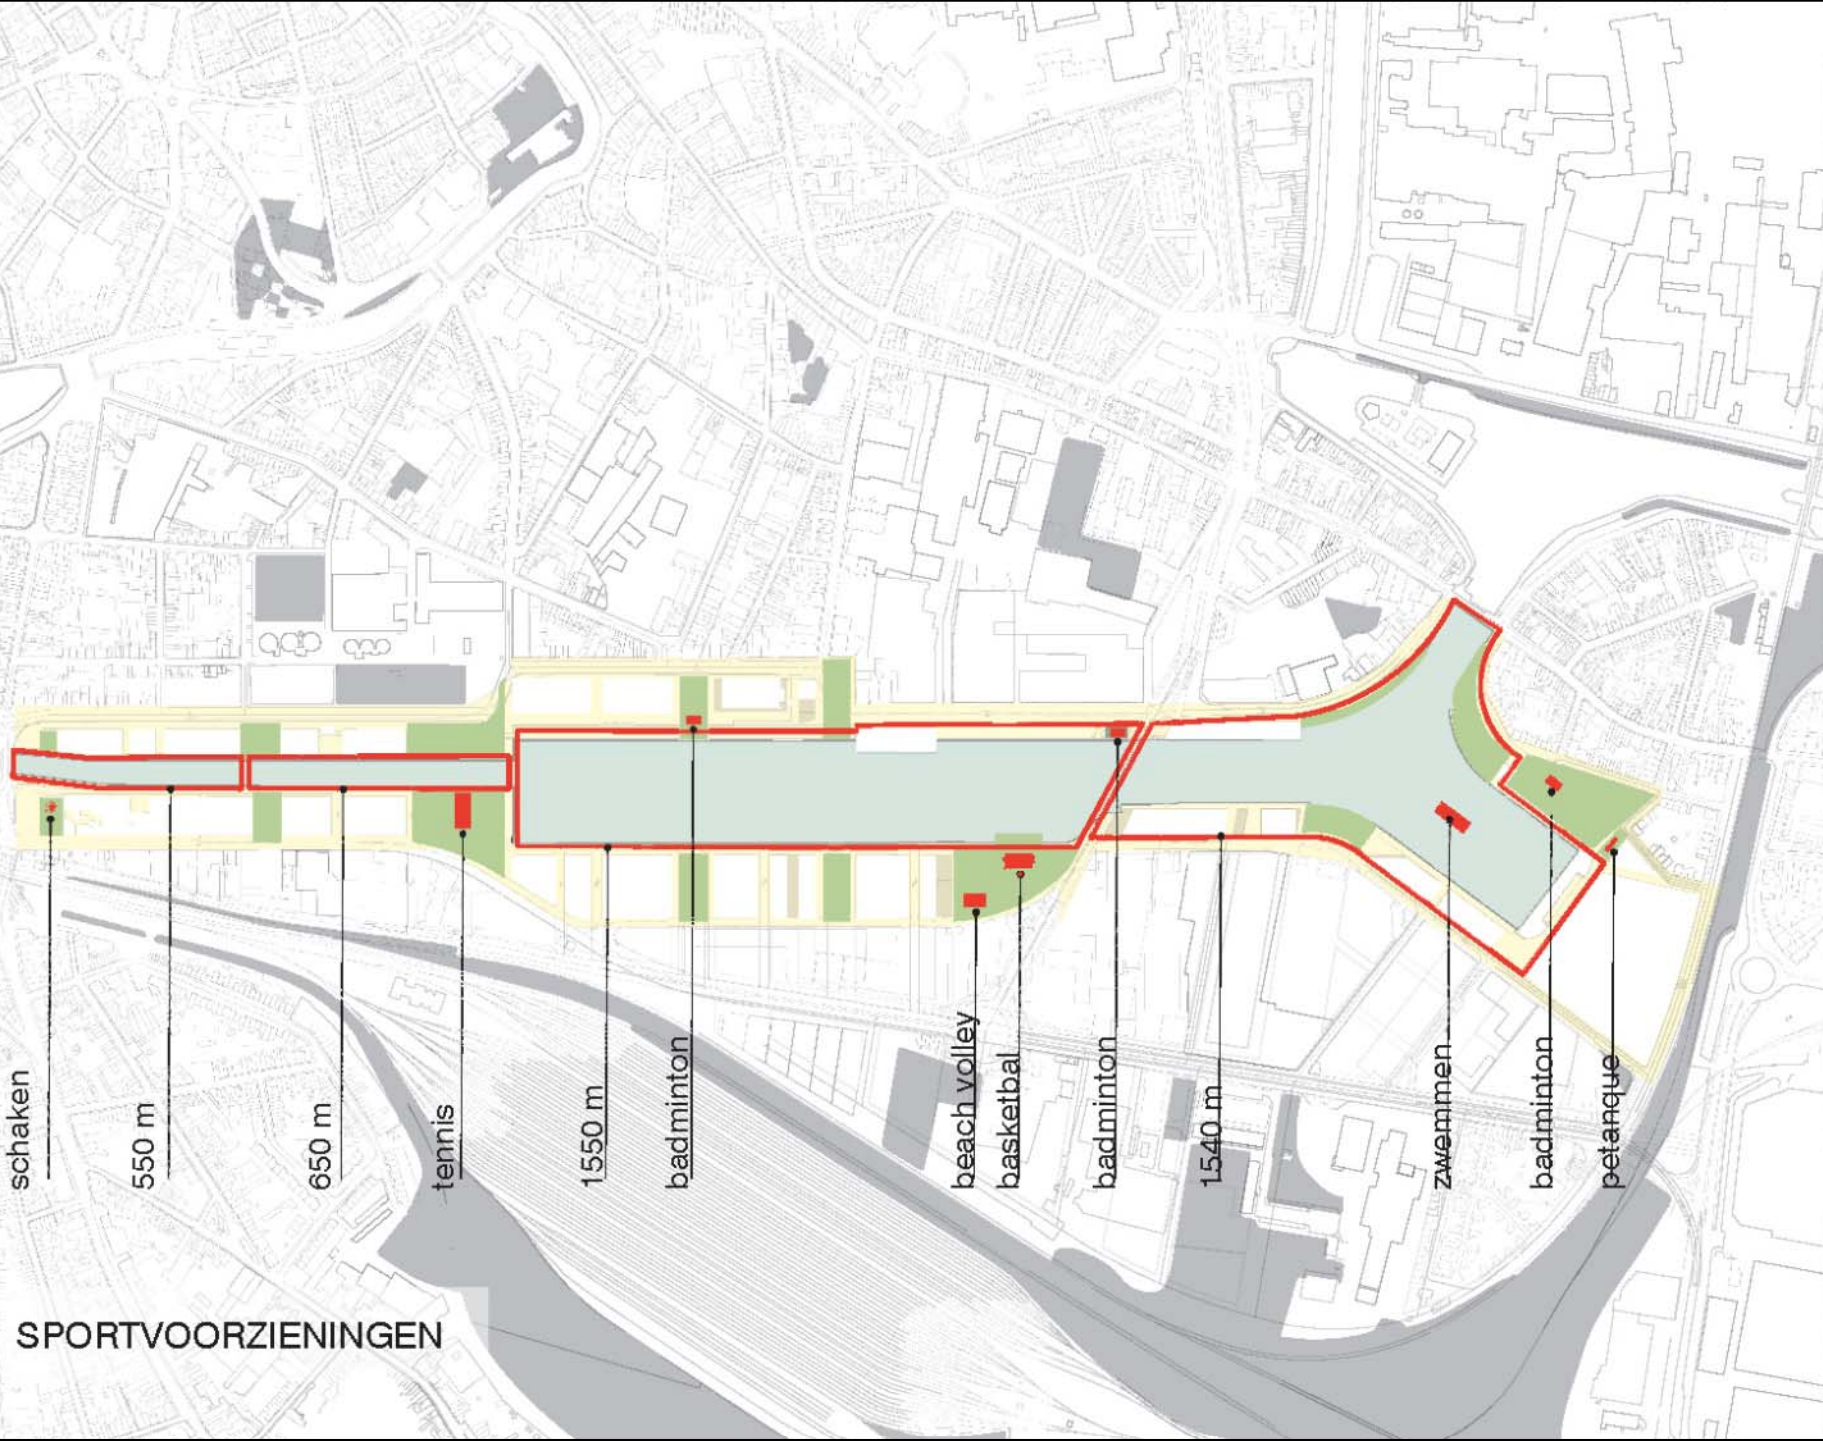 schaken
550 m
650 m
tennis
1550 m
badminton
beach volley
basketbal
badminton
1540 m
zwemmen
badminton
petanque
SPORTVOORZIENINGEN